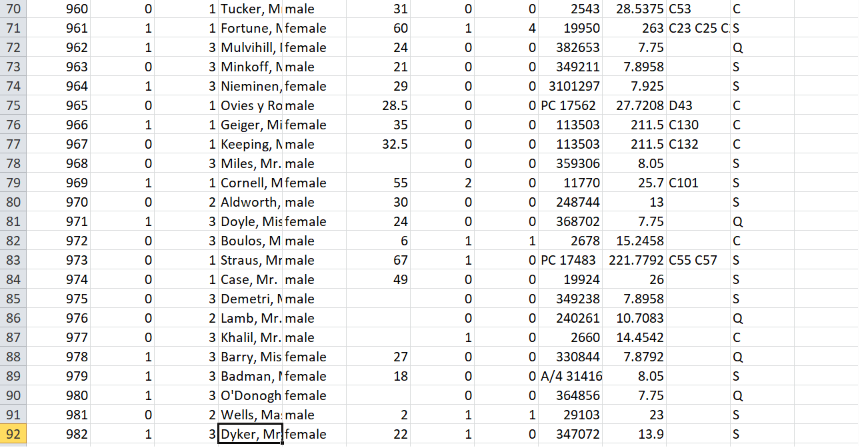 70 960 0 1 Tucker, M male 31 0 0 2543 28.5375 C53 C
71 961 1 1 Fortune, M female 60 1 4 19950 263 C23 C25 C S
72 962 1 3 Mulvihill, I female 24 0 0 382653 7.75 Q
73 963 0 3 Minkoff, M male 21 0 0 349211 7.8958 S
74 964 1 3 Nieminen, female 29 0 0 3101297 7.925 S
75 965 0 1 Ovies y Ro male 28.5 0 0 PC 17562 27.7208 D43 C
76 966 1 1 Geiger, Mi female 35 0 0 113503 211.5 C130 C
77 967 0 1 Keeping, M male 32.5 0 0 113503 211.5 C132 C
78 968 0 3 Miles, Mr. male 0 0 359306 8.05 S
79 969 1 1 Cornell, M female 55 2 0 11770 25.7 C101 S
80 970 0 2 Aldworth, male 30 0 0 248744 13 S
81 971 1 3 Doyle, Mis female 24 0 0 368702 7.75 Q
82 972 0 3 Boulos, M male 6 1 1 2678 15.2458 C
83 973 0 1 Straus, Mr male 67 1 0 PC 17483 221.7792 C55 C57 S
84 974 0 1 Case, Mr. male 49 0 0 19924 26 S
85 975 0 3 Demetri, M male 0 0 349238 7.8958 S
86 976 0 2 Lamb, Mr. male 0 0 240261 10.7083 Q
87 977 0 3 Khalil, Mr. male 1 0 2660 14.4542 C
88 978 1 3 Barry, Mis female 27 0 0 330844 7.8792 Q
89 979 1 3 Badman, M female 18 0 0 A/4 31416 8.05 S
90 980 1 3 O'Donogh female 0 0 364856 7.75 Q
91 981 0 2 Wells, Ma male 2 1 1 29103 23 S
92 982 1 3 Dyker, Mr female 22 1 0 347072 13.9 S